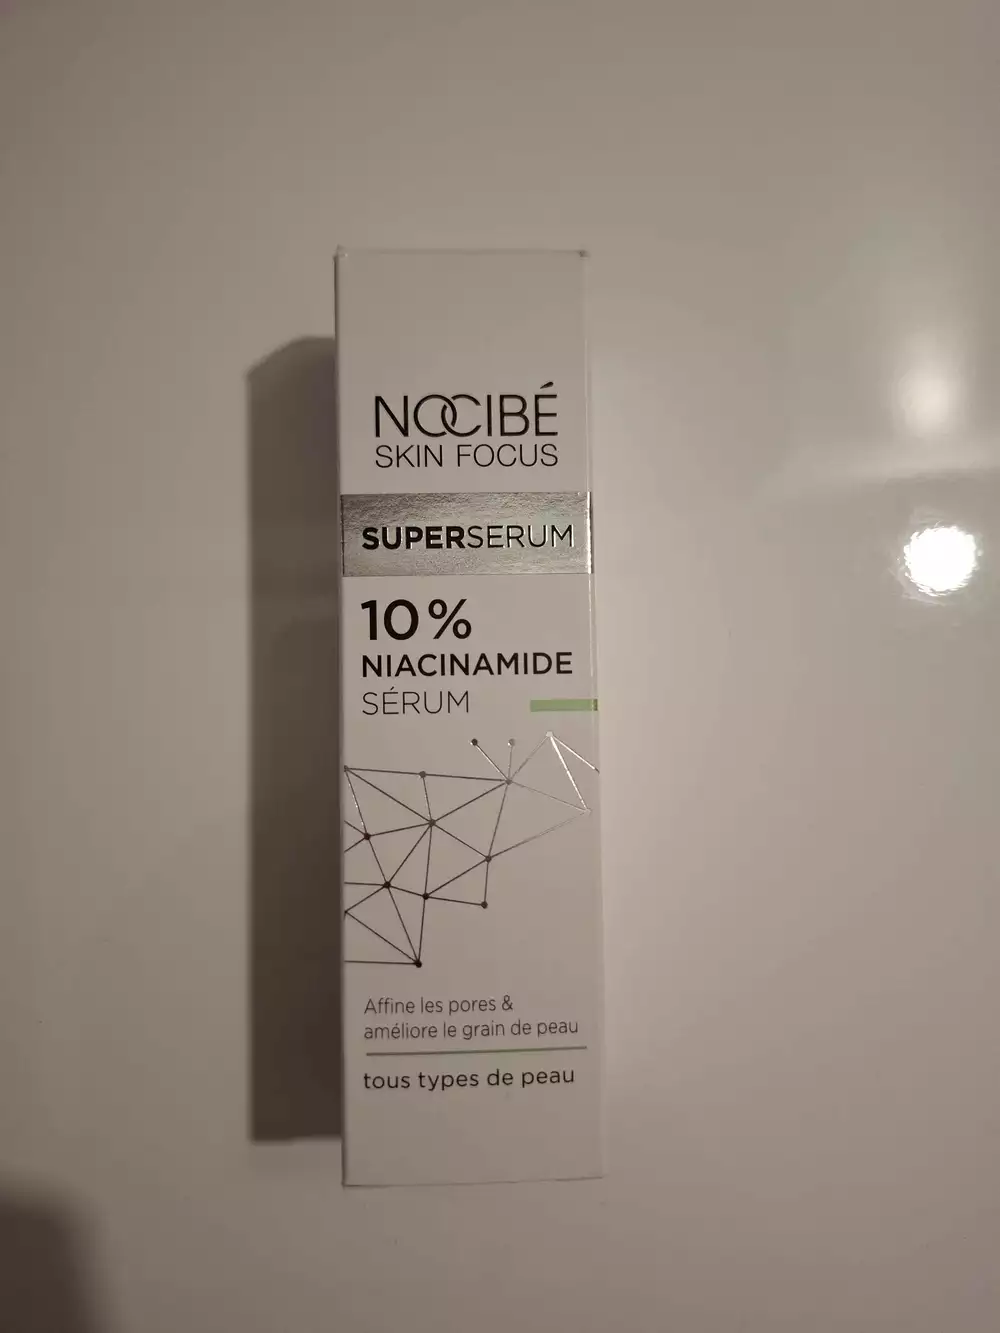 NOCIBÉ
SKIN FOCUS
SUPERSERUM
10%
NIACINAMIDE
SÉRUM
Affine les pores &
améliore le grain de peau
tous types de peau